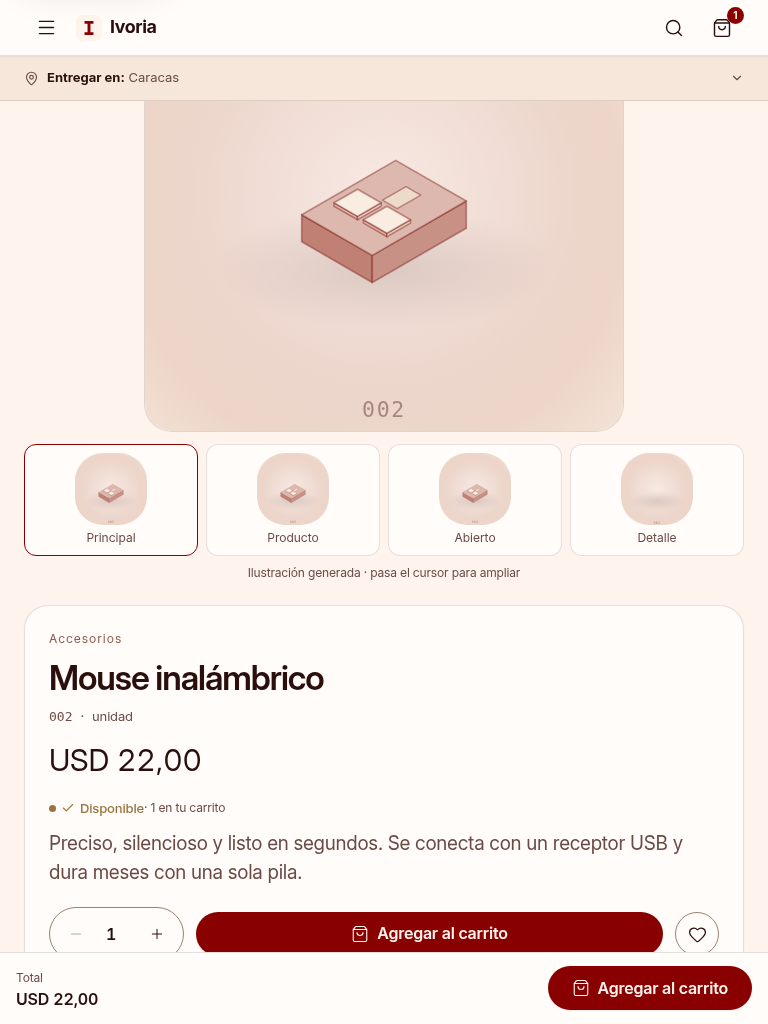 I Ivoria
1
Entregar en: Caracas
002
Principal
Producto
Abierto
Detalle
Ilustración generada · pasa el cursor para ampliar
Accesorios
Mouse inalámbrico
002 · unidad
USD 22,00
Disponible · 1 en tu carrito
Preciso, silencioso y listo en segundos. Se conecta con un receptor USB y
dura meses con una sola pila.
1
Agregar al carrito
Total
USD 22,00
Agregar al carrito